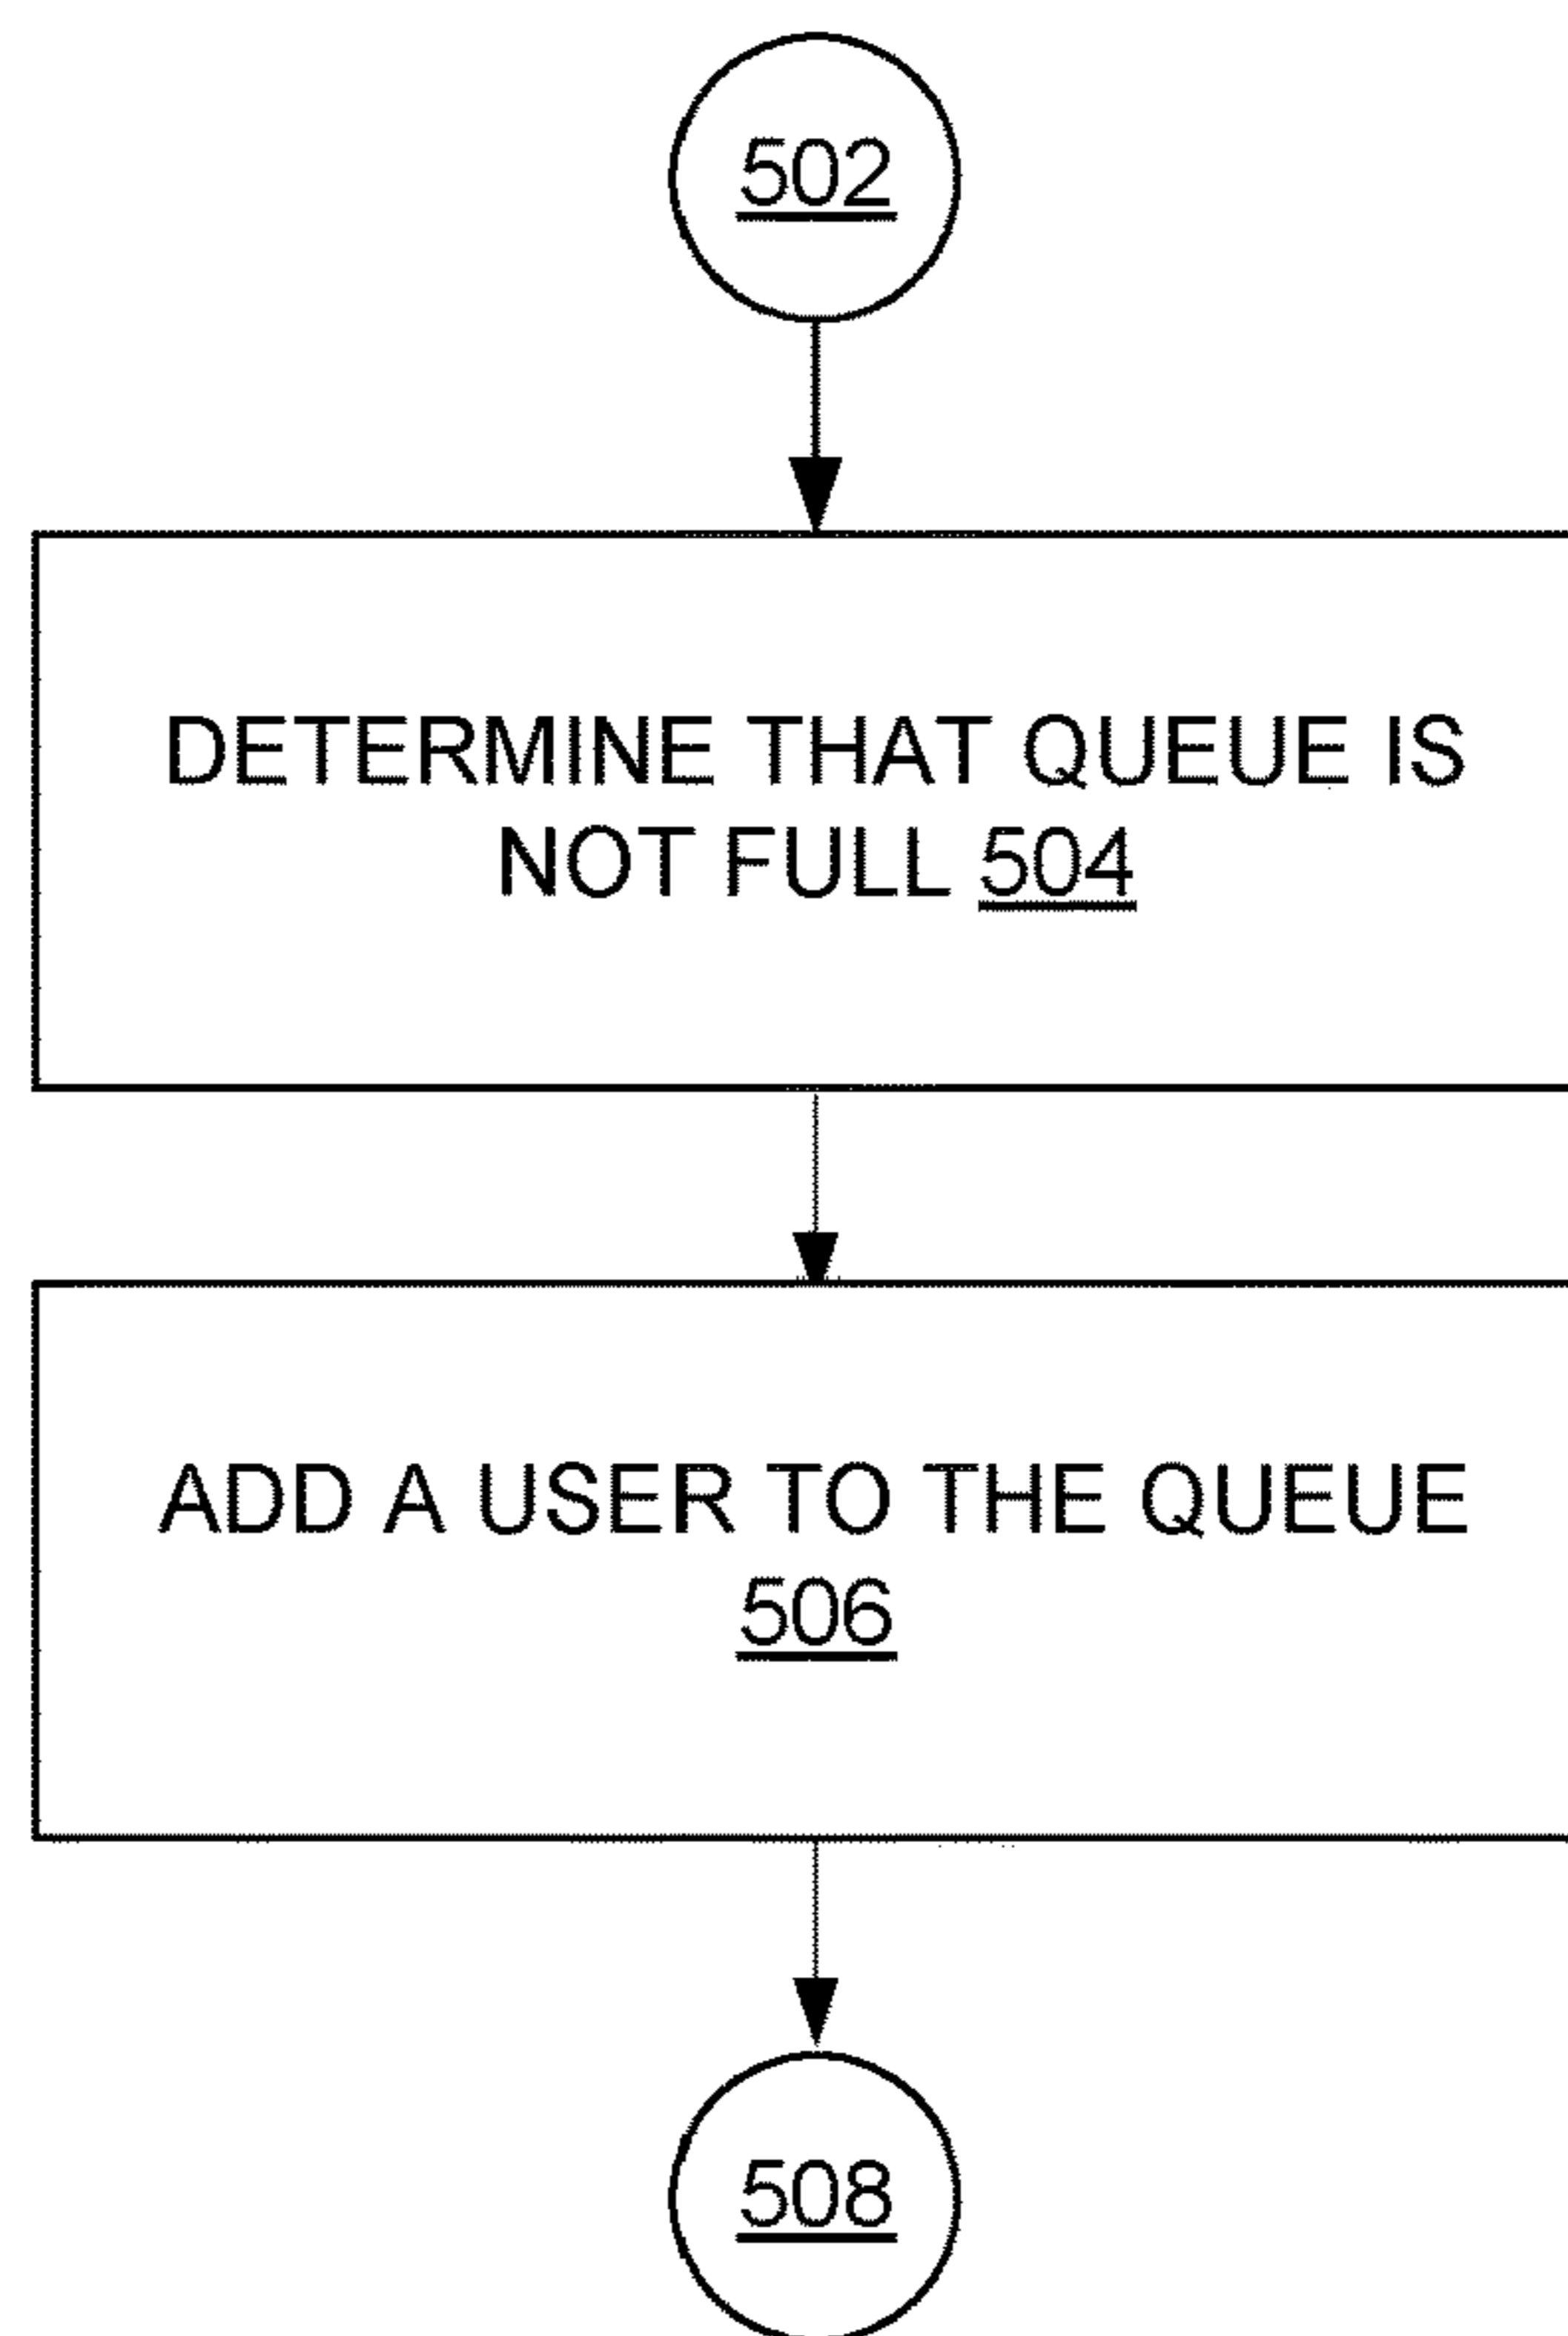 502
DETERMINE THAT QUEUE IS
NOT FULL 504
ADD A USER TO THE QUEUE
506
508